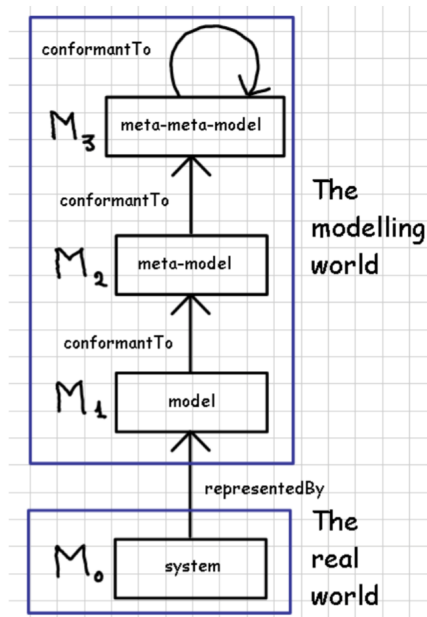 conformantTo
M3
meta-meta-model
conformantTo
The
modelling
world
M2
meta-model
conformantTo
M1
model
representedBy
The
real
world
M0
system